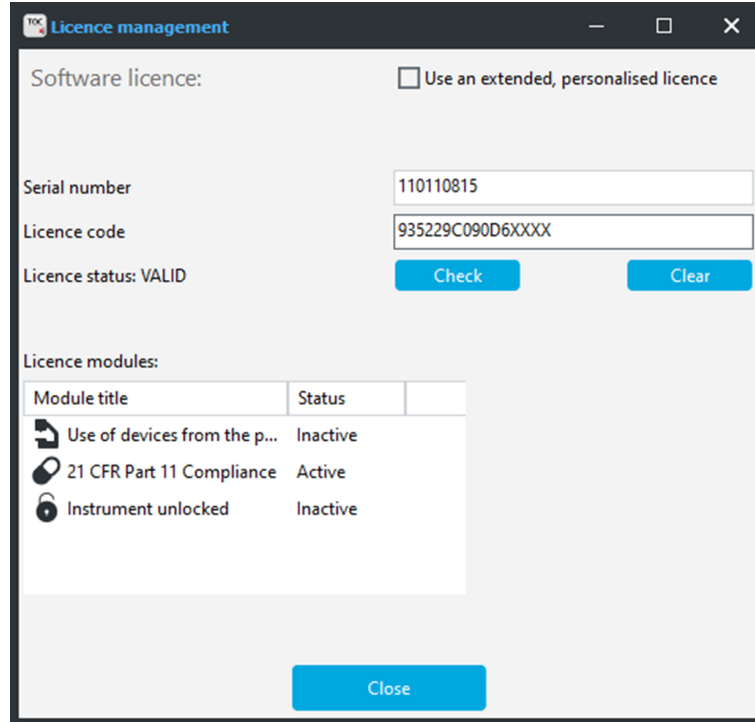 TOC
Licence management
Software licence:
Use an extended, personalised licence
Serial number 110110815
Licence code 935229C090D6XXXX
Licence status: VALID Check Clear
Licence modules:
Module title Status
Use of devices from the p... Inactive
21 CFR Part 11 Compliance Active
Instrument unlocked Inactive
Close